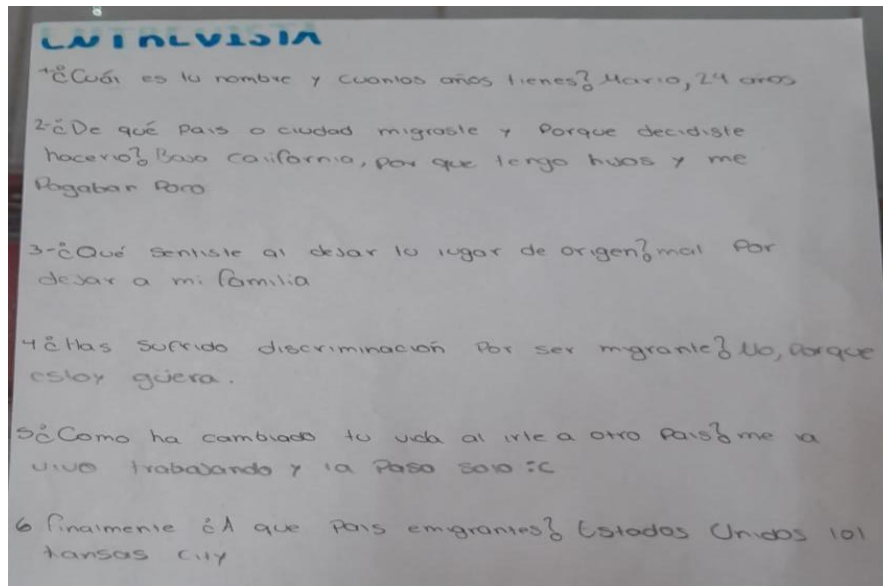 ENTREVISTA
1-¿Cuál es tu nombre y cuantos años tienes? Mario, 24 años
2-¿De qué Pais o ciudad migraste y Porque decidiste
hacerlo? Baja California, por que tengo hijos y me
Pagaban Poco
3-¿Qué sentiste al dejar tu lugar de origen? mal Por
dejar a mi familia
4 ¿Has sufrido discriminación Por ser migrante? No, Porque
estoy güera.
5 ¿Como ha cambiado tu vida al irte a otro Pais? me la
vivo trabajando y la Paso solo :C
6 finalmente ¿A que Pais emigrantes? Estados Unidos
kansas city